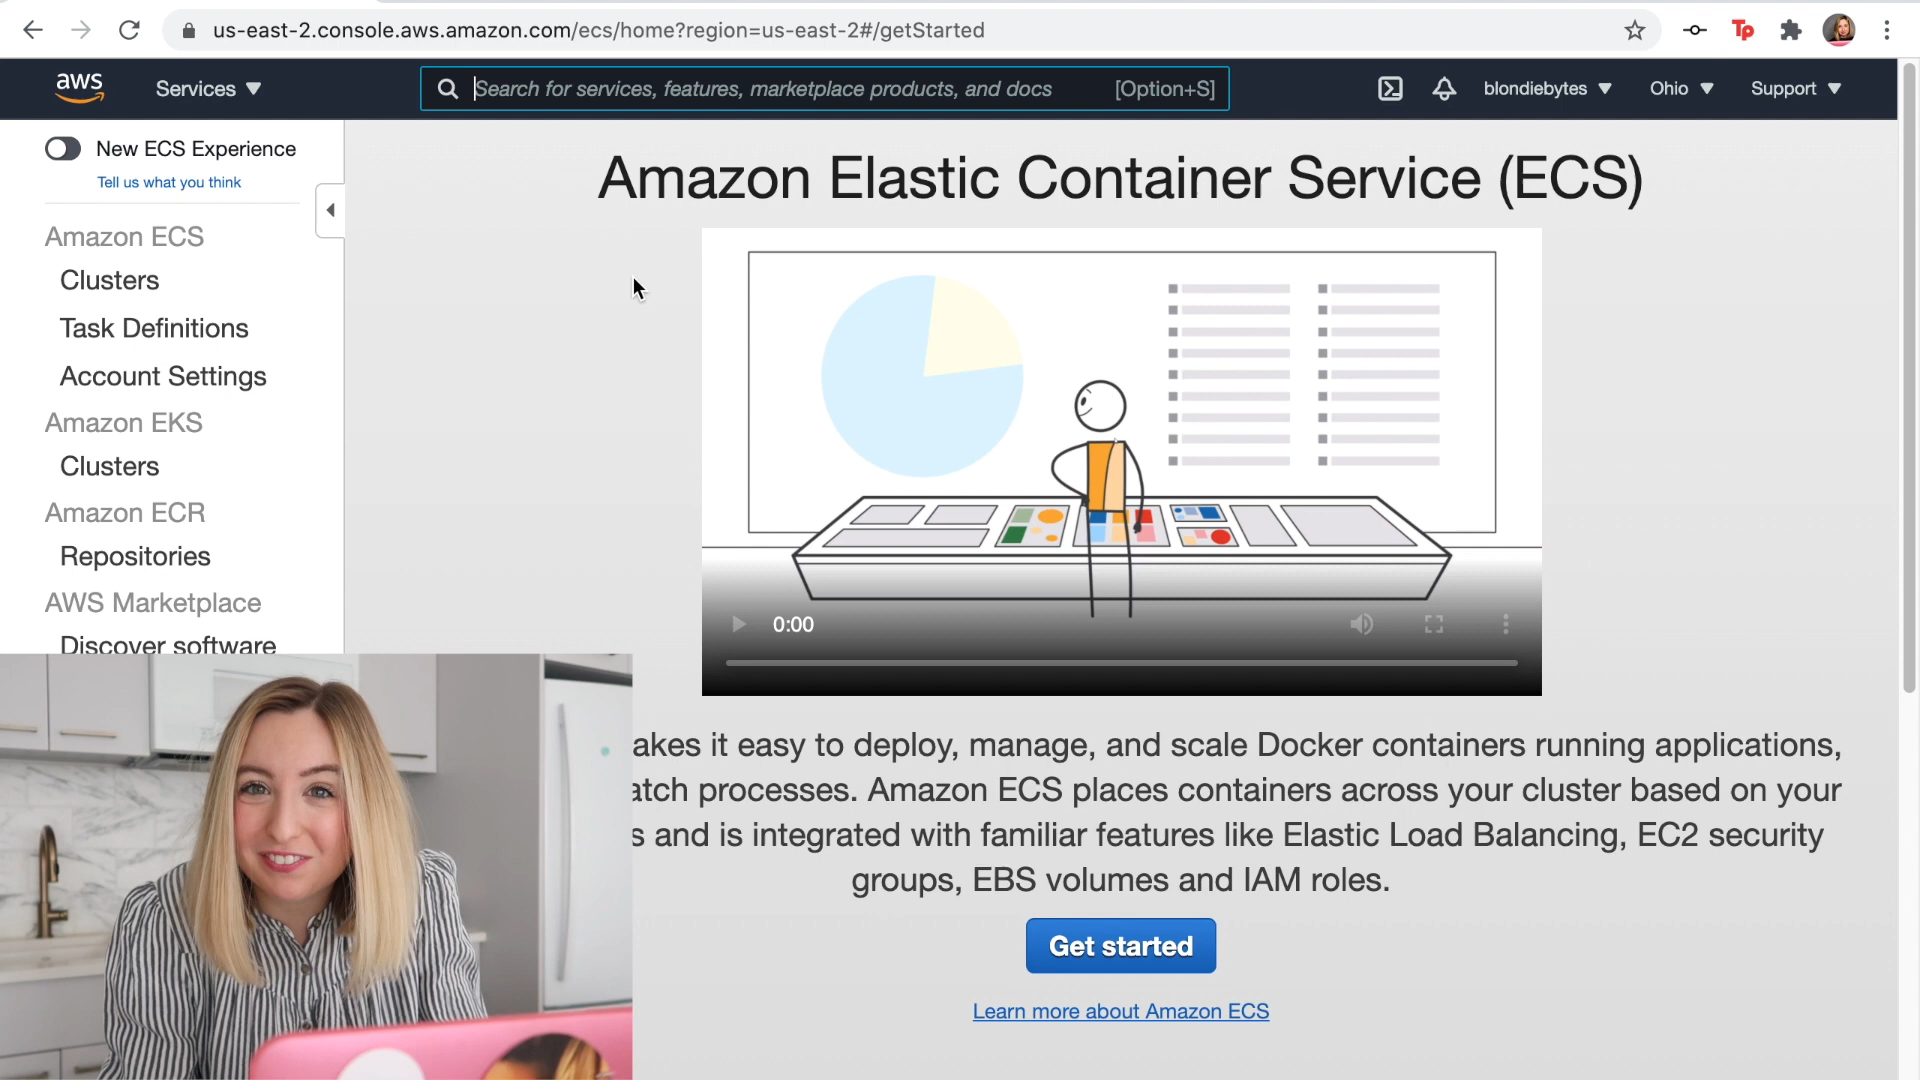 us-east-2.console.aws.amazon.com/ecs/home?region=us-east-2#/getStarted
Tp
aws
Services
Search for services, features, marketplace products, and docs
[Option+S]
blondiebytes
Ohio
Support
New ECS Experience
Tell us what you think
Amazon ECS
Clusters
Task Definitions
Account Settings
Amazon EKS
Clusters
Amazon ECR
Repositories
AWS Marketplace
Discover software
Amazon Elastic Container Service (ECS)
0:00
akes it easy to deploy, manage, and scale Docker containers running applications,
atch processes. Amazon ECS places containers across your cluster based on your
s and is integrated with familiar features like Elastic Load Balancing, EC2 security
groups, EBS volumes and IAM roles.
Get started
Learn more about Amazon ECS